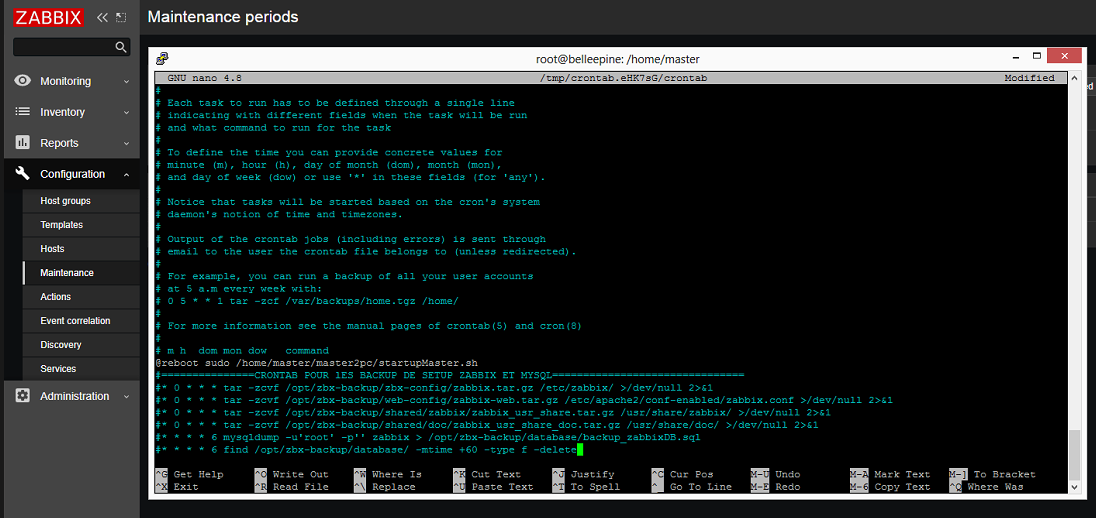 ZABBIX
Maintenance periods
root@belleepine: /home/master
GNU nano 4.8 /tmp/crontab.eHK7sG/crontab Modified
ed
Monitoring
Inventory
Reports
Configuration
Host groups
Templates
Hosts
Maintenance
Actions
Event correlation
Discovery
Services
Administration
#
# Each task to run has to be defined through a single line
# indicating with different fields when the task will be run
# and what command to run for the task
#
# To define the time you can provide concrete values for
# minute (m), hour (h), day of month (dom), month (mon),
# and day of week (dow) or use '*' in these fields (for 'any').
#
# Notice that tasks will be started based on the cron's system
# daemon's notion of time and timezones.
#
# Output of the crontab jobs (including errors) is sent through
# email to the user the crontab file belongs to (unless redirected).
#
# For example, you can run a backup of all your user accounts
# at 5 a.m every week with:
# 0 5 * * 1 tar -zcf /var/backups/home.tgz /home/
#
# For more information see the manual pages of crontab(5) and cron(8)
#
# m h  dom mon dow   command
@reboot sudo /home/master/master2pc/startupMaster.sh
#===============CRONTAB POUR lES BACKUP DE SETUP ZABBIX ET MYSQL===============================
#* 0 * * * tar -zcvf /opt/zbx-backup/zbx-config/zabbix.tar.gz /etc/zabbix/ >/dev/null 2>&1
#* 0 * * * tar -zcvf /opt/zbx-backup/web-config/zabbix-web.tar.gz /etc/apache2/conf-enabled/zabbix.conf >/dev/null 2>&1
#* 0 * * * tar -zcvf /opt/zbx-backup/shared/zabbix/zabbix_usr_share.tar.gz /usr/share/zabbix/ >/dev/null 2>&1
#* 0 * * * tar -zcvf /opt/zbx-backup/shared/doc/zabbix_usr_share_doc.tar.gz /usr/share/doc/ >/dev/null 2>&1
#* * * * 6 mysqldump -u'root' -p'' zabbix > /opt/zbx-backup/database/backup_zabbixDB.sql
#* * * * 6 find /opt/zbx-backup/database/ -mtime +60 -type f -delete
^G Get Help ^O Write Out ^W Where Is ^K Cut Text ^J Justify ^C Cur Pos M-U Undo M-A Mark Text M-] To Bracket
^X Exit ^R Read File ^\ Replace ^U Paste Text ^T To Spell ^_ Go To Line M-E Redo M-6 Copy Text ^Q Where Was